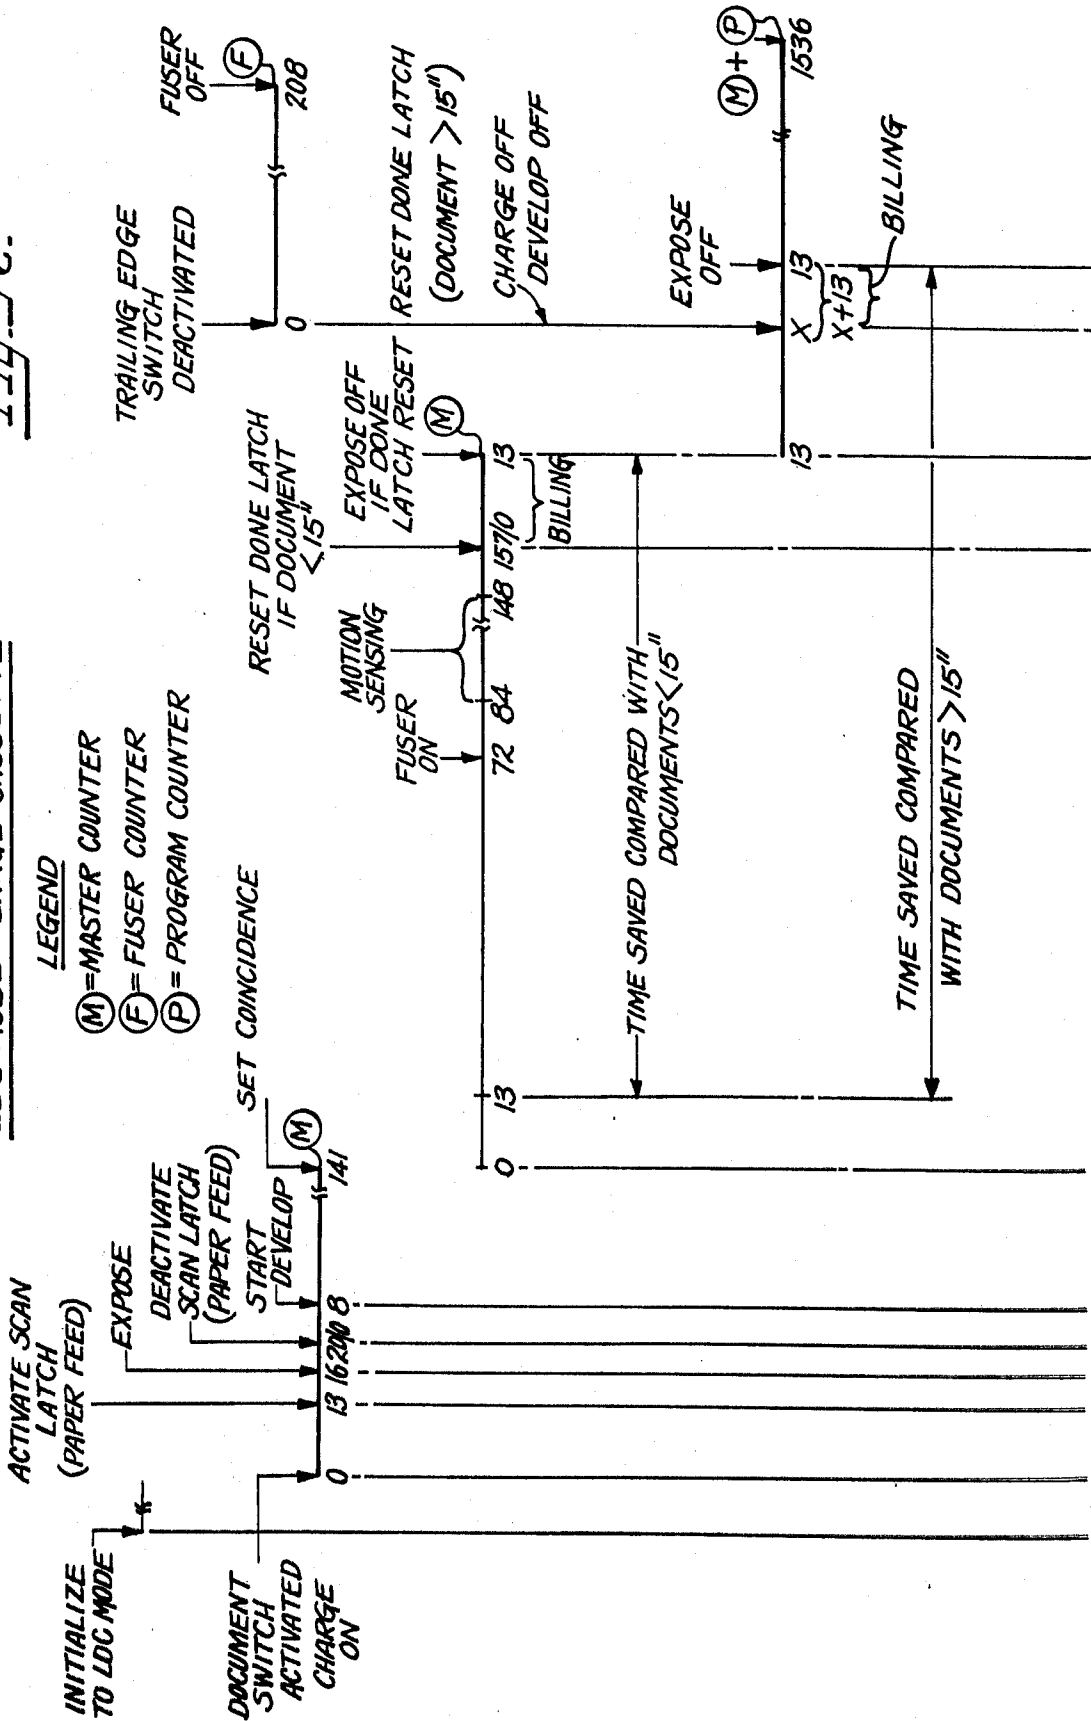 LEGEND
Ⓜ=MASTER COUNTER
Ⓕ=FUSER COUNTER
Ⓟ=PROGRAM COUNTER
INITIALIZE
TO LDC MODE
ACTIVATE SCAN
LATCH
(PAPER FEED)
EXPOSE
DEACTIVATE
SCAN LATCH
(PAPER FEED)
START
DEVELOP
SET COINCIDENCE
Ⓜ
0 13 16 20/0 8 141
DOCUMENT
SWITCH
ACTIVATED
CHARGE
ON
TRAILING EDGE
SWITCH
DEACTIVATED
FUSER
OFF
Ⓕ
0 208
RESET DONE LATCH
IF DOCUMENT
<15"
MOTION
SENSING
FUSER
ON
EXPOSE OFF
IF DONE
LATCH RESET
Ⓜ
0 13 72 84 148 157/0 13
BILLING
RESET DONE LATCH
(DOCUMENT >15")
CHARGE OFF
DEVELOP OFF
EXPOSE
OFF
Ⓜ+Ⓟ
13 X 13 1536
X+13
BILLING
TIME SAVED COMPARED WITH
DOCUMENTS<15"
TIME SAVED COMPARED
WITH DOCUMENTS >15"